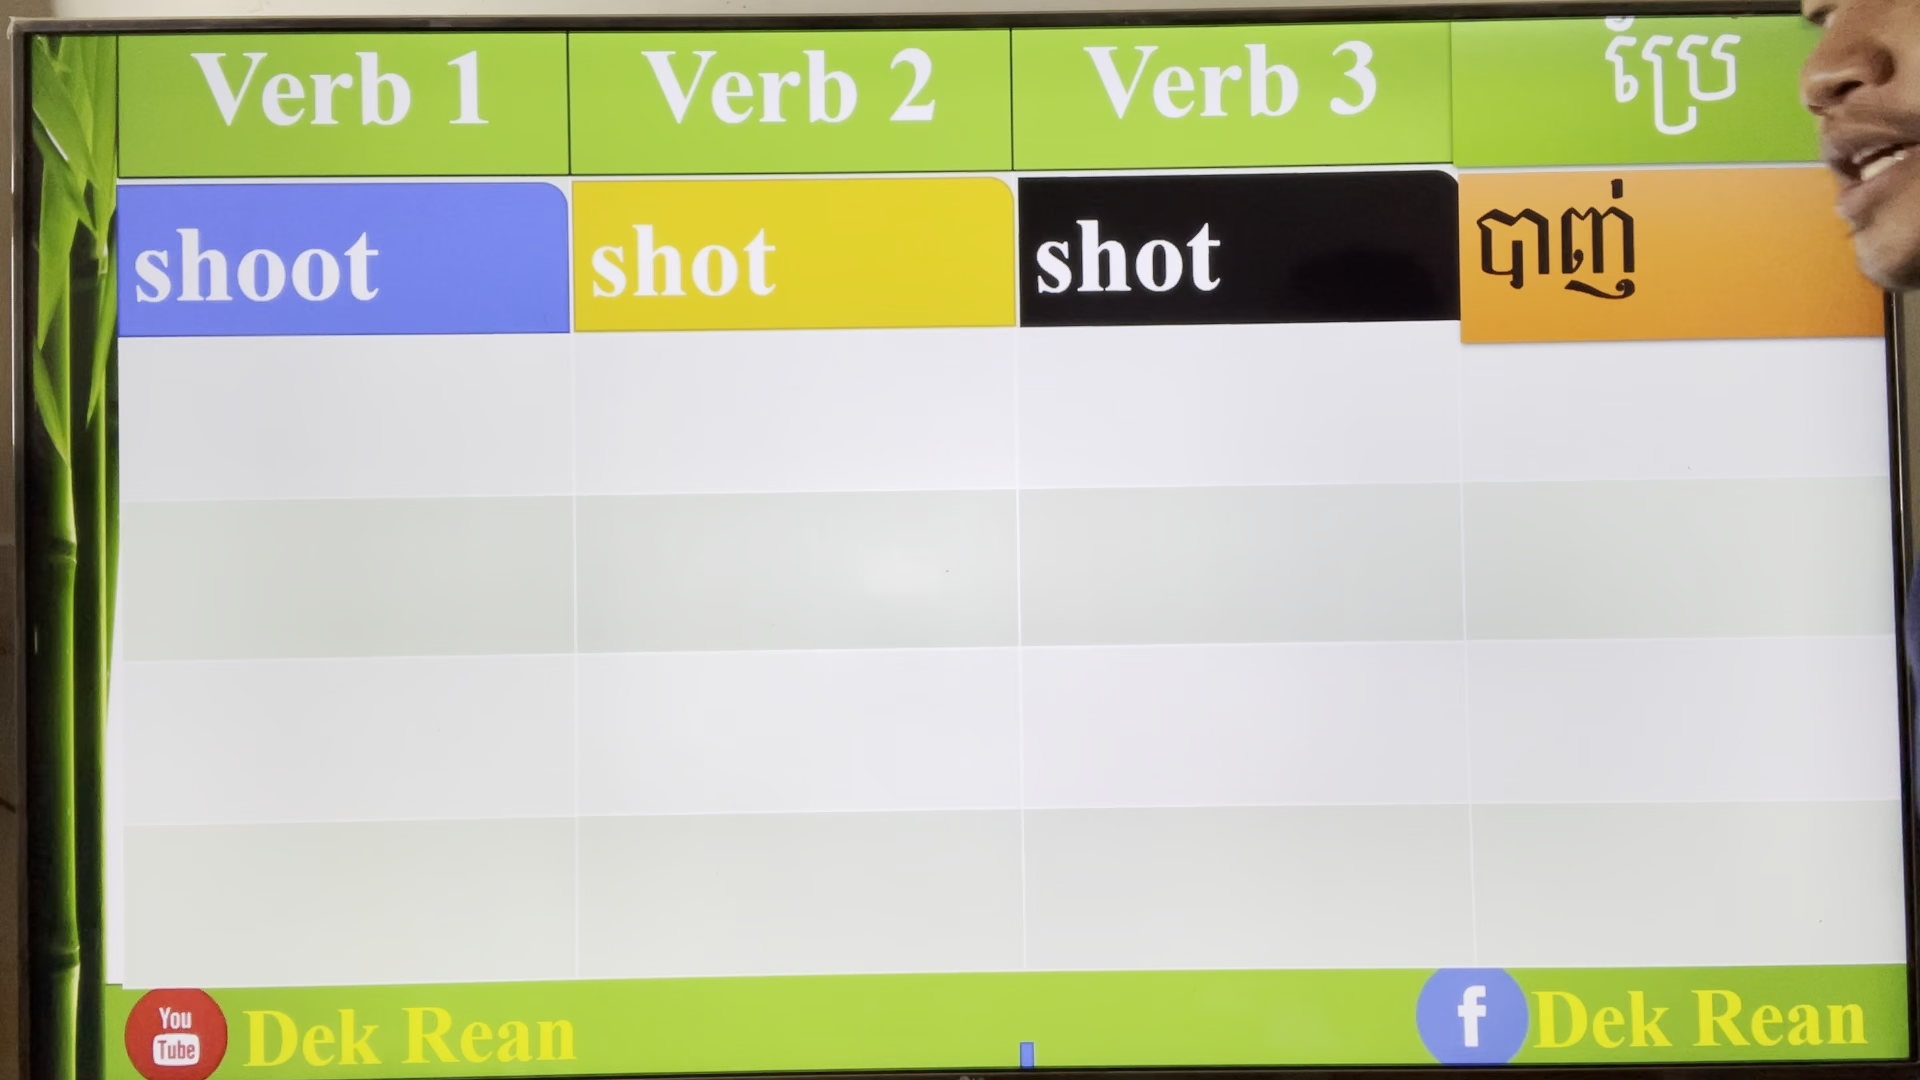 Verb 1 Verb 2 Verb 3 ប្រែ
shoot shot shot បាញ់
You Tube Dek Rean f Dek Rean